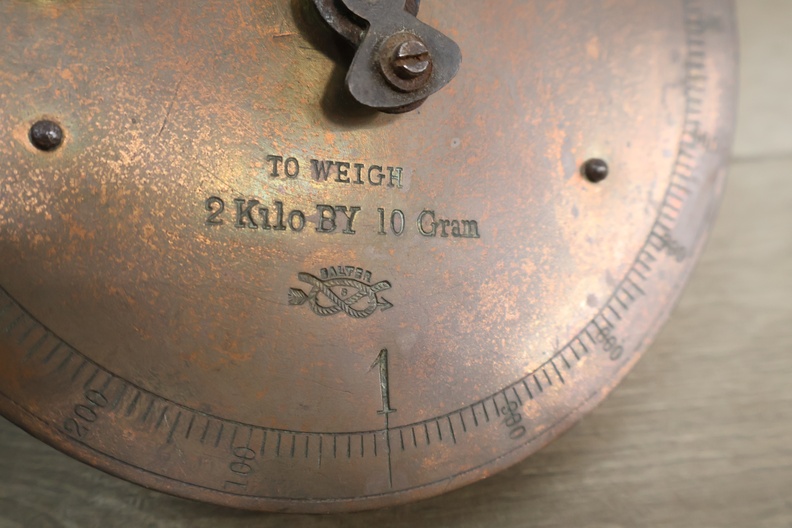 TO WEIGH
2 Kilo BY 10 Gram
SALTER
S
1
200
100
900